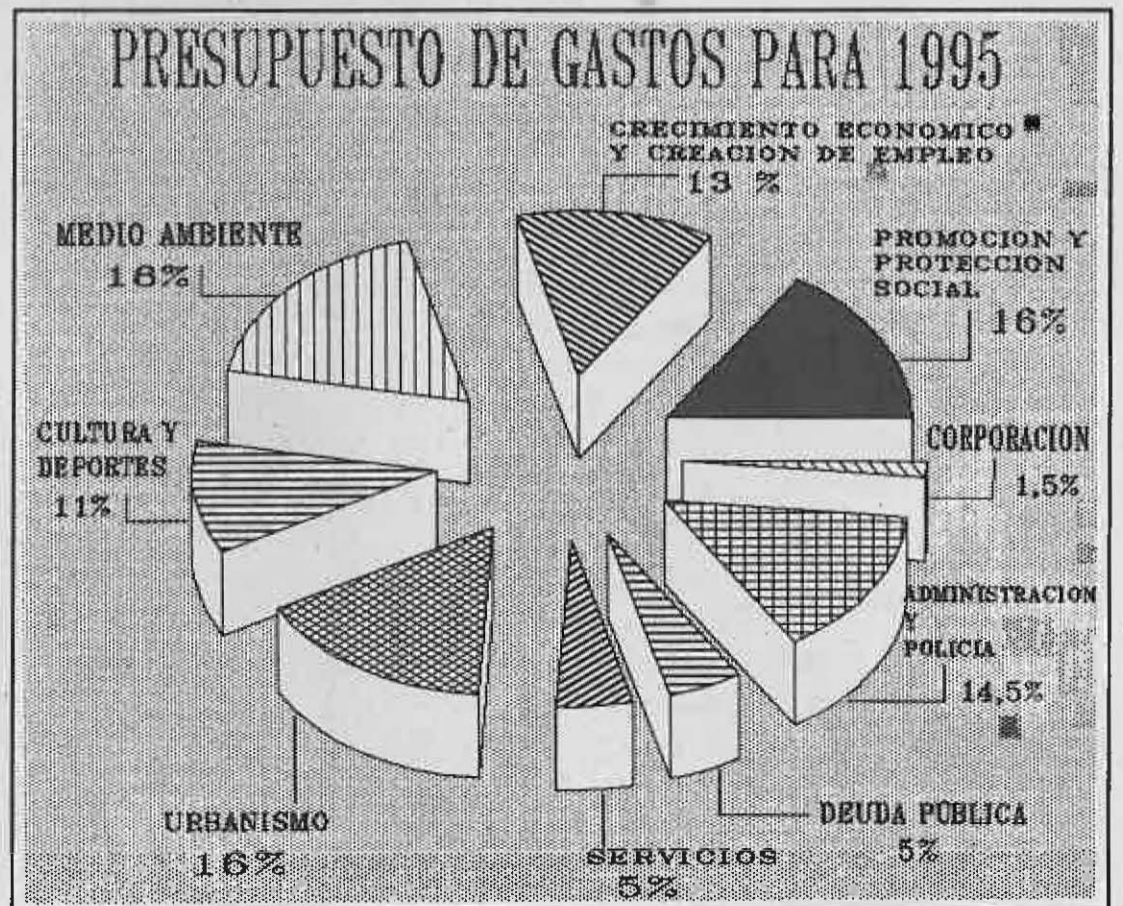 PRESUPUESTO DE GASTOS PARA 1995
CRECIMIENTO ECONOMICO
Y CREACION DE EMPLEO
13 %
MEDIO AMBIENTE
18%
PROMOCION Y
PROTECCION
SOCIAL
16%
CULTURA Y
DEPORTES
11%
CORPORACION
1,5%
ADMINISTRACION
Y
POLICIA
14,5%
URBANISMO
16%
SERVICIOS
5%
DEUDA PUBLICA
5%